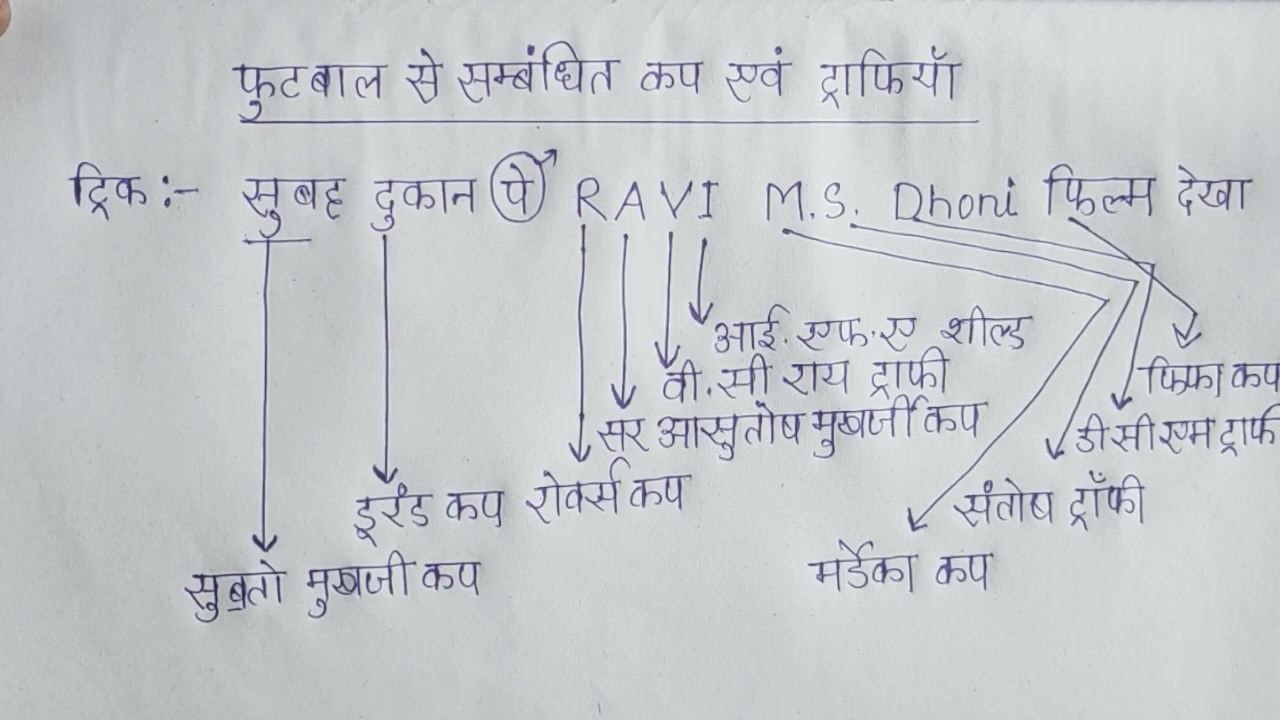 फुटबाल से सम्बंधित कप एवं ट्राफियाँ
ट्रिक :- सुबह दुकान पे RAVI M.S. Dhoni फिल्म देखा
आई.एफ.ए शील्ड
वी.सी राय ट्राफी
फिफा कप
सर आसुतोष मुखर्जी कप
डी सी एम ट्राफ
डूरंड कप रोवर्स कप
संतोष ट्रॉफी
मर्डेका कप
सुब्रतो मुखर्जी कप